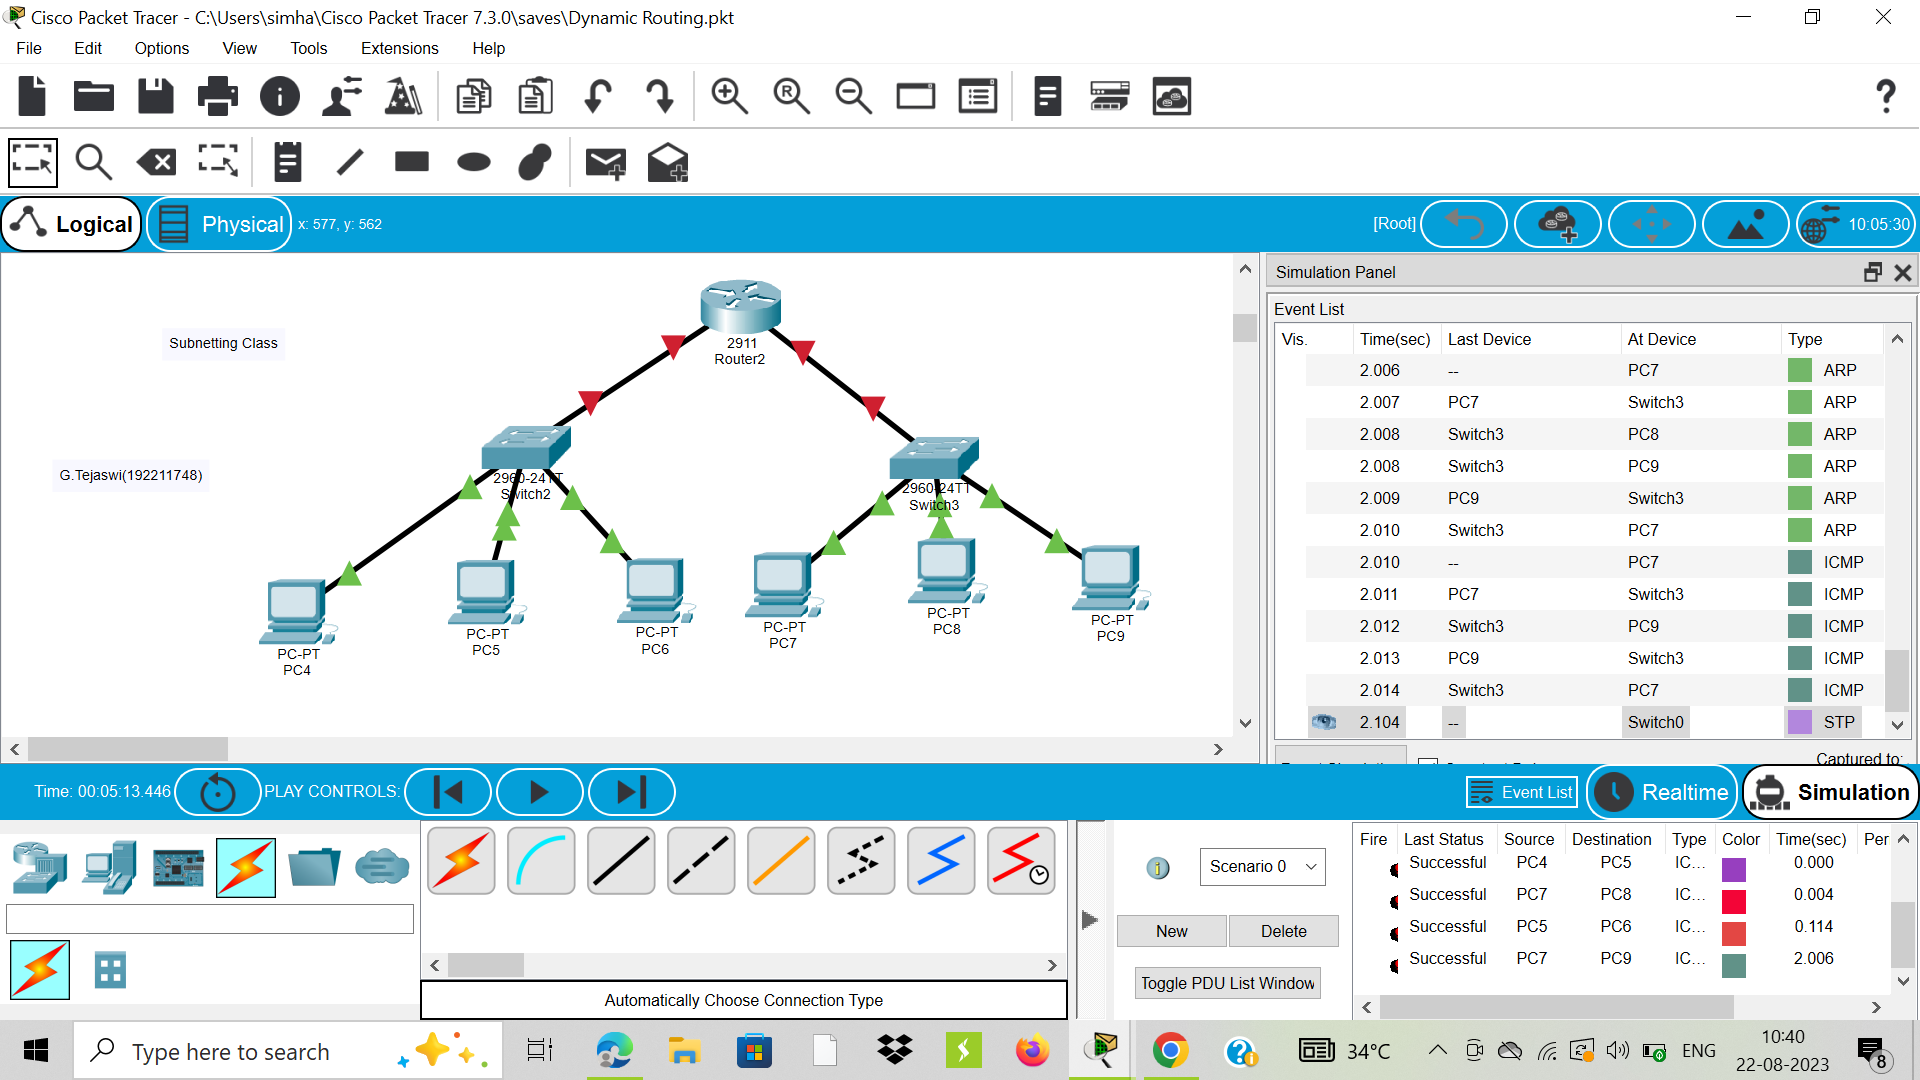 Cisco Packet Tracer - C:\Users\simha\Cisco Packet Tracer 7.3.0\saves\Dynamic Routing.pkt
File Edit Options View Tools Extensions Help
Logical Physical x: 577, y: 562 [Root] 10:05:30
Subnetting Class
G.Tejaswi(192211748)
2911
Router2
2960-24TT
Switch2
2960-24TT
Switch3
PC-PT
PC4
PC-PT
PC5
PC-PT
PC6
PC-PT
PC7
PC-PT
PC8
PC-PT
PC9
Simulation Panel
Event List
Vis. Time(sec) Last Device At Device Type
2.006 -- PC7 ARP
2.007 PC7 Switch3 ARP
2.008 Switch3 PC8 ARP
2.008 Switch3 PC9 ARP
2.009 PC9 Switch3 ARP
2.010 Switch3 PC7 ARP
2.010 -- PC7 ICMP
2.011 PC7 Switch3 ICMP
2.012 Switch3 PC9 ICMP
2.013 PC9 Switch3 ICMP
2.014 Switch3 PC7 ICMP
2.104 -- Switch0 STP
Captured to:
Time: 00:05:13.446 PLAY CONTROLS: Event List Realtime Simulation
Scenario 0
New Delete
Toggle PDU List Window
Automatically Choose Connection Type
Fire Last Status Source Destination Type Color Time(sec) Per
Successful PC4 PC5 IC... 0.000
Successful PC7 PC8 IC... 0.004
Successful PC5 PC6 IC... 0.114
Successful PC7 PC9 IC... 2.006
Type here to search
34°C
ENG
10:40
22-08-2023
8